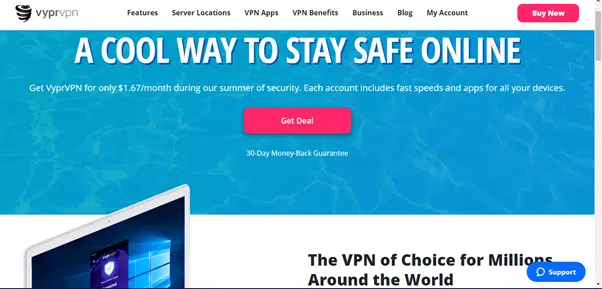 vyprvpn
Features Server Locations VPN Apps VPN Benefits Business Blog My Account Buy Now
A COOL WAY TO STAY SAFE ONLINE
Get VyprVPN for only $1.67/month during our summer of security. Each account includes fast speeds and apps for all your devices.
Get Deal
30-Day Money-Back Guarantee
The VPN of Choice for Millions
Around the World
Support